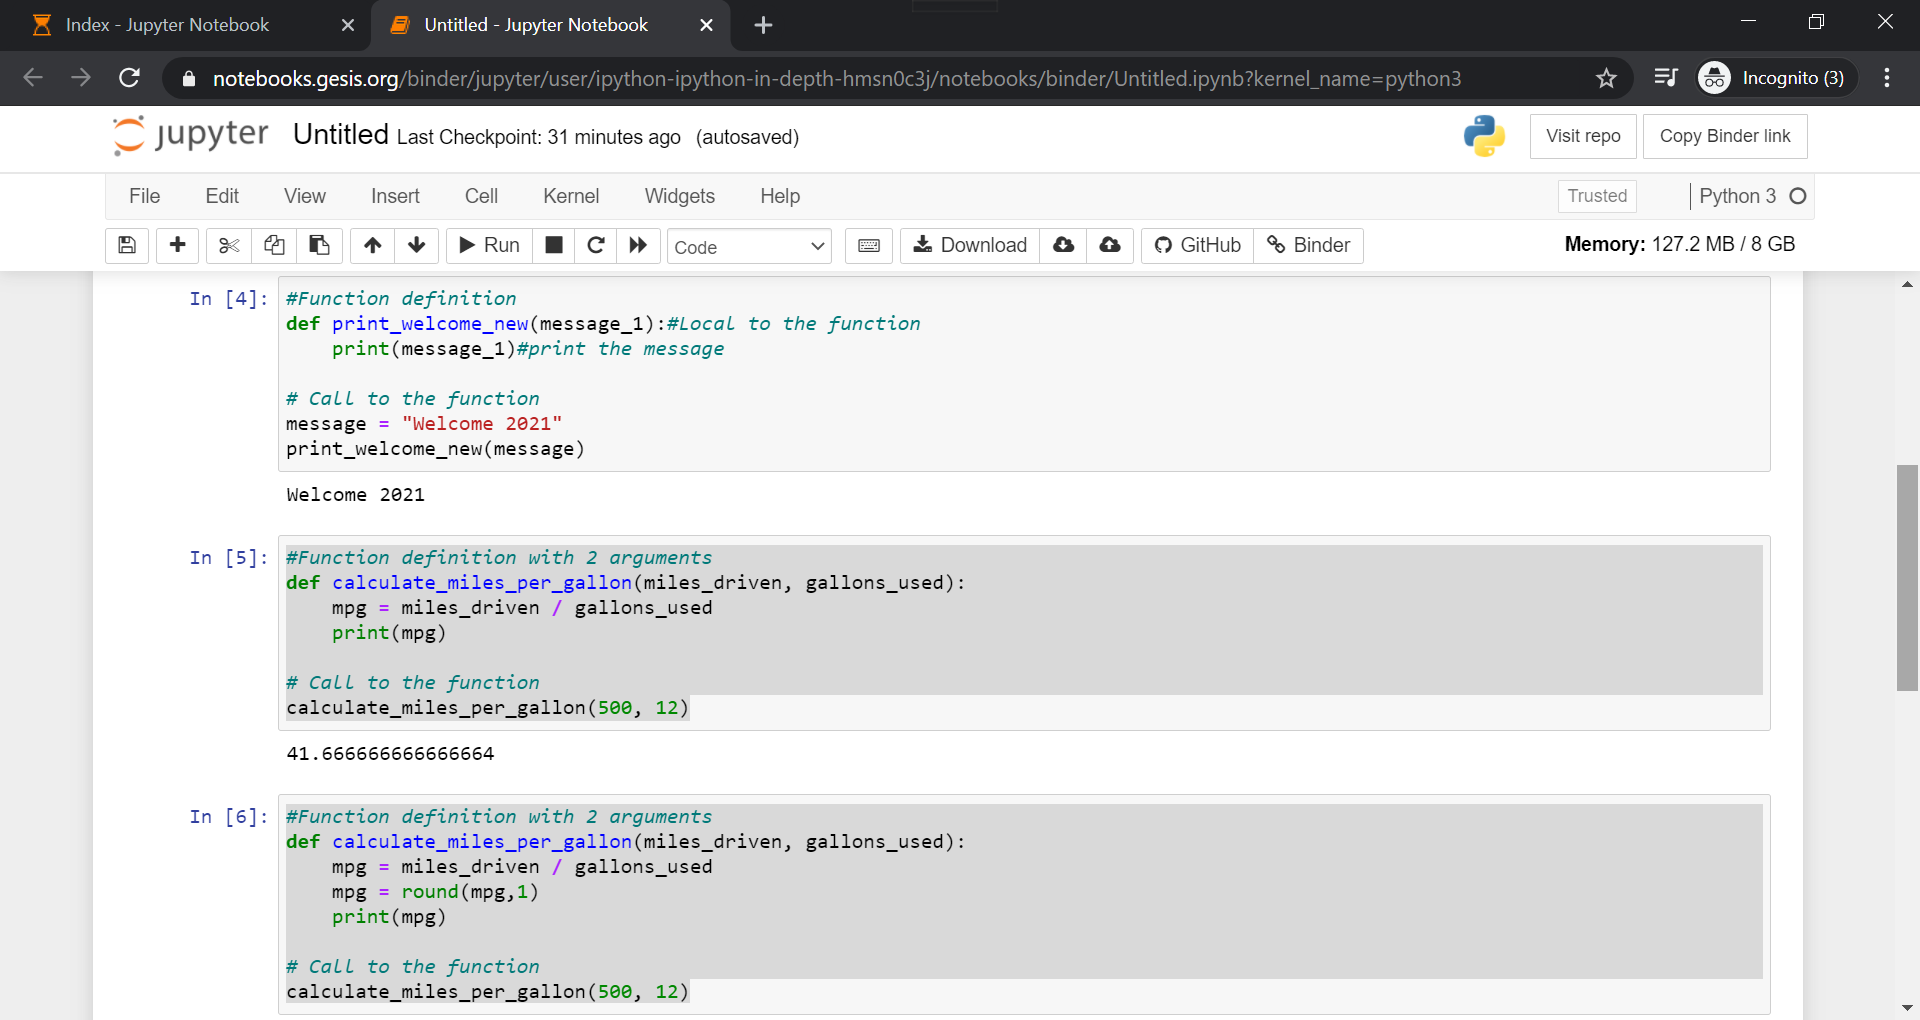 Index - Jupyter Notebook
Untitled - Jupyter Notebook
notebooks.gesis.org/binder/jupyter/user/ipython-ipython-in-depth-hmsn0c3j/notebooks/binder/Untitled.ipynb?kernel_name=python3
Incognito (3)
jupyter Untitled Last Checkpoint: 31 minutes ago (autosaved)
Visit repo Copy Binder link
File Edit View Insert Cell Kernel Widgets Help
Trusted Python 3
Run Code Download GitHub Binder
Memory: 127.2 MB / 8 GB
In [4]: #Function definition
def print_welcome_new(message_1):#Local to the function
    print(message_1)#print the message
# Call to the function
message = "Welcome 2021"
print_welcome_new(message)
Welcome 2021
In [5]: #Function definition with 2 arguments
def calculate_miles_per_gallon(miles_driven, gallons_used):
    mpg = miles_driven / gallons_used
    print(mpg)
# Call to the function
calculate_miles_per_gallon(500, 12)
41.666666666666664
In [6]: #Function definition with 2 arguments
def calculate_miles_per_gallon(miles_driven, gallons_used):
    mpg = miles_driven / gallons_used
    mpg = round(mpg,1)
    print(mpg)
# Call to the function
calculate_miles_per_gallon(500, 12)